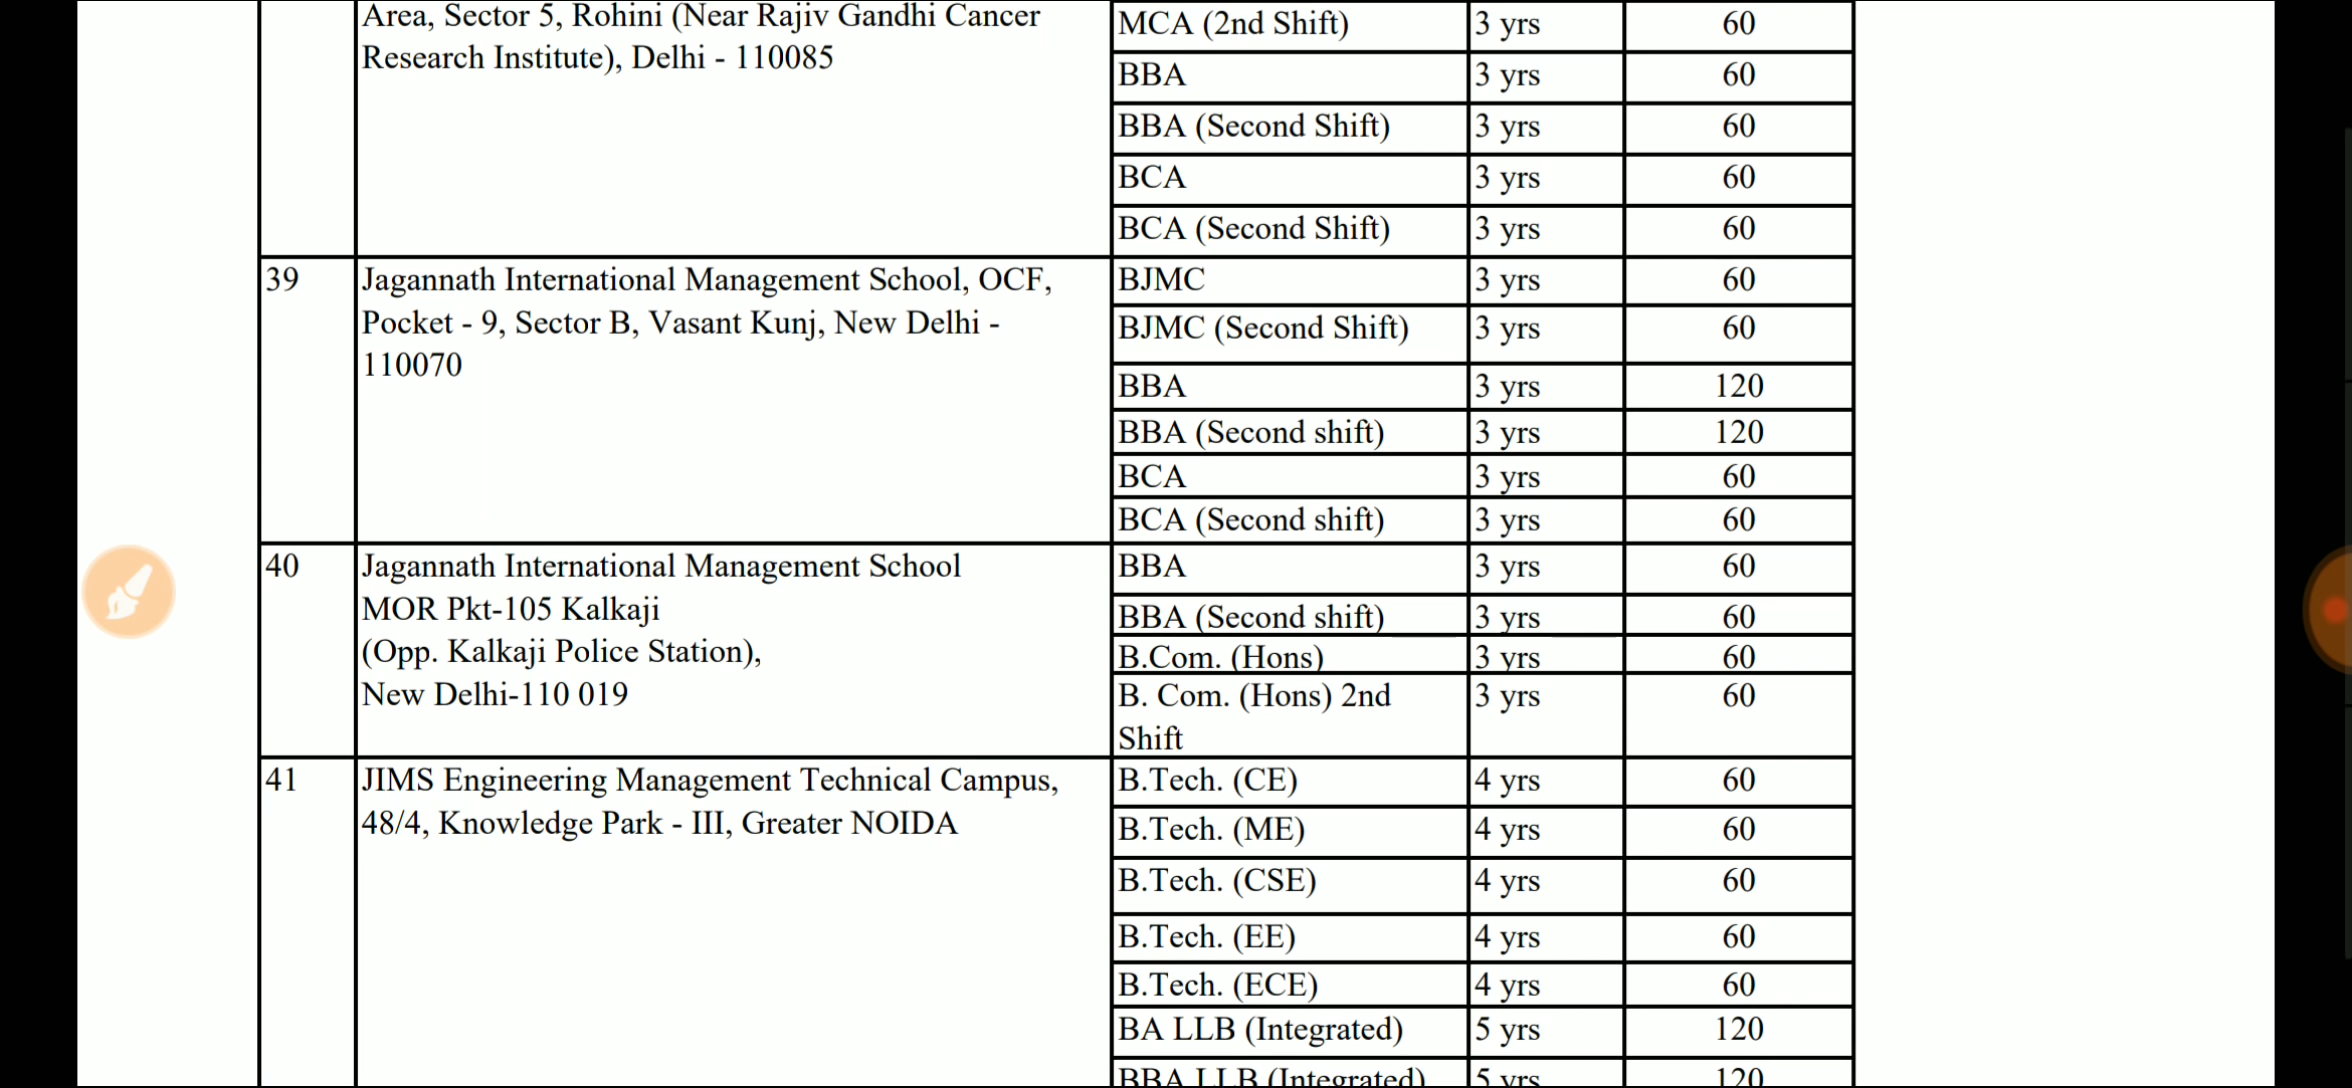 Area, Sector 5, Rohini (Near Rajiv Gandhi Cancer
Research Institute), Delhi - 110085
MCA (2nd Shift) 3 yrs 60
BBA 3 yrs 60
BBA (Second Shift) 3 yrs 60
BCA 3 yrs 60
BCA (Second Shift) 3 yrs 60
39
Jagannath International Management School, OCF,
Pocket - 9, Sector B, Vasant Kunj, New Delhi -
110070
BJMC 3 yrs 60
BJMC (Second Shift) 3 yrs 60
BBA 3 yrs 120
BBA (Second shift) 3 yrs 120
BCA 3 yrs 60
BCA (Second shift) 3 yrs 60
40
Jagannath International Management School
MOR Pkt-105 Kalkaji
(Opp. Kalkaji Police Station),
New Delhi-110 019
BBA 3 yrs 60
BBA (Second shift) 3 yrs 60
B.Com. (Hons) 3 yrs 60
B. Com. (Hons) 2nd 3 yrs 60
Shift
41
JIMS Engineering Management Technical Campus,
48/4, Knowledge Park - III, Greater NOIDA
B.Tech. (CE) 4 yrs 60
B.Tech. (ME) 4 yrs 60
B.Tech. (CSE) 4 yrs 60
B.Tech. (EE) 4 yrs 60
B.Tech. (ECE) 4 yrs 60
BA LLB (Integrated) 5 yrs 120
BBA LLB (Integrated) 5 yrs 120